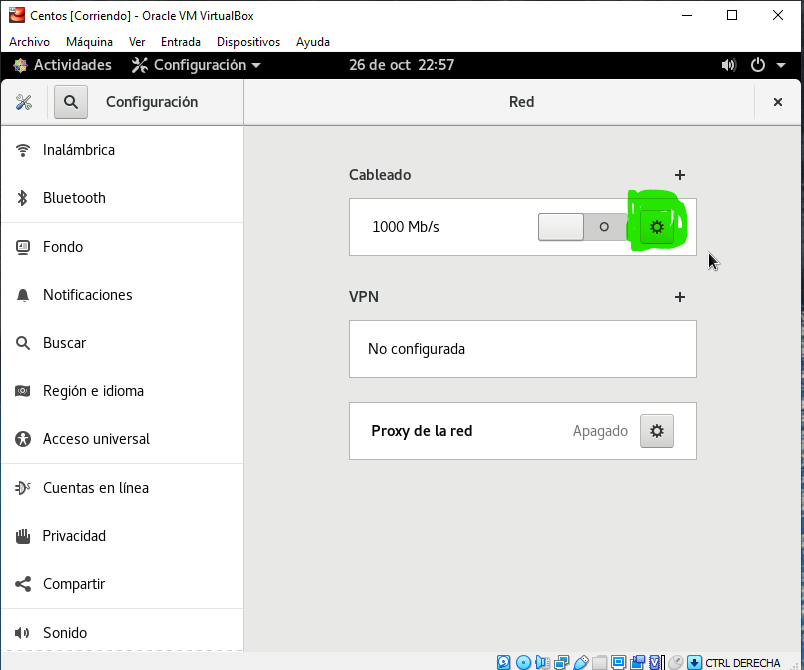 Centos [Corriendo] - Oracle VM VirtualBox
Archivo Máquina Ver Entrada Dispositivos Ayuda
Actividades Configuración 26 de oct 22:57
Configuración Red
Inalámbrica
Bluetooth
Fondo
Notificaciones
Buscar
Región e idioma
Acceso universal
Cuentas en línea
Privacidad
Compartir
Sonido
Cableado
1000 Mb/s
VPN
No configurada
Proxy de la red Apagado
CTRL DERECHA